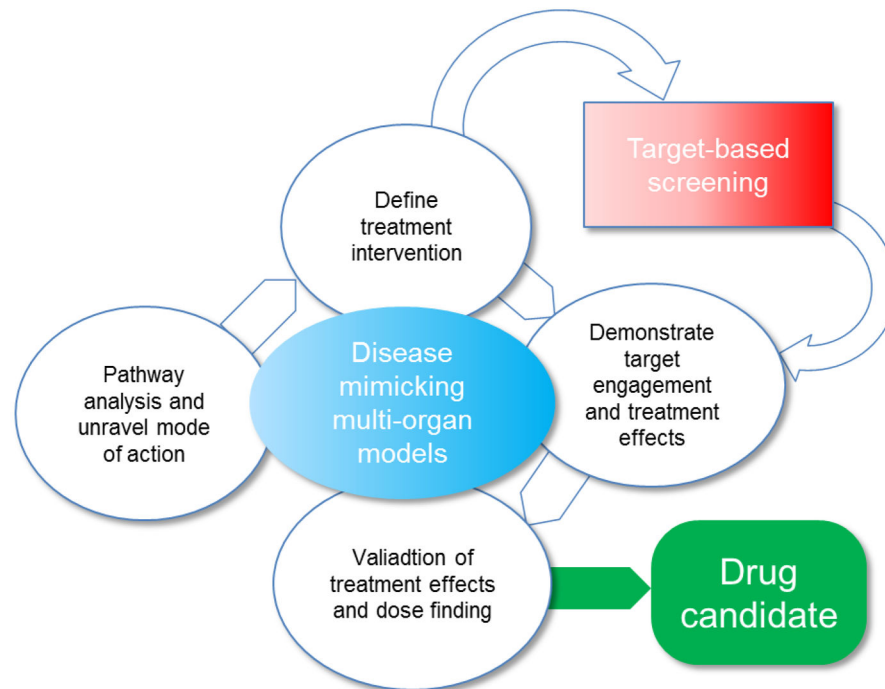 Target-based
screening
Define
treatment
intervention
Demonstrate
target
engagement
and treatment
effects
Disease
mimicking
multi-organ
models
Pathway
analysis and
unravel mode
of action
Valiadtion of
treatment effects
and dose finding
Drug
candidate